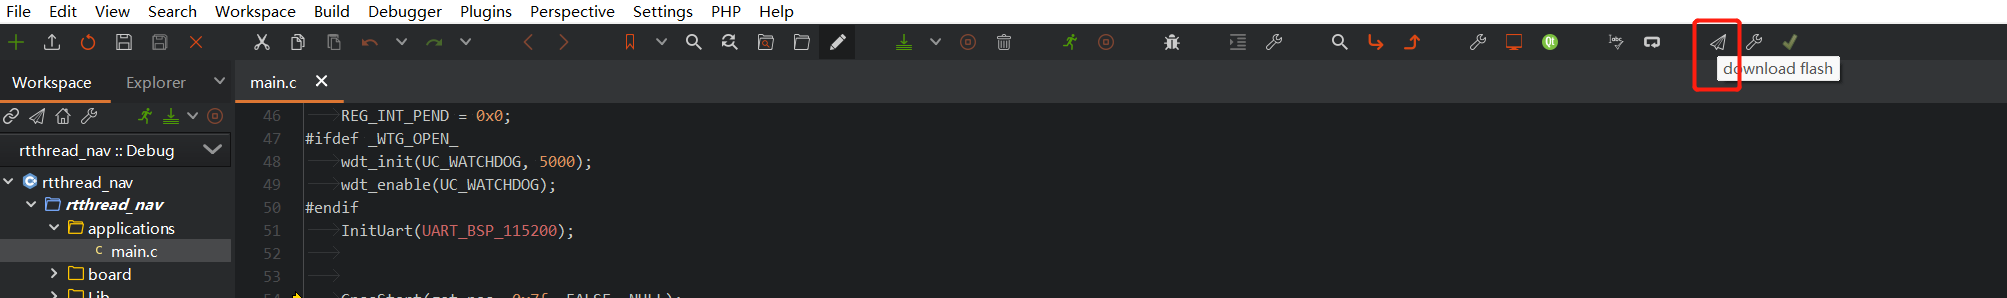 File Edit View Search Workspace Build Debugger Plugins Perspective Settings PHP Help
Qt
abc
download flash
Workspace Explorer
main.c
46 REG_INT_PEND = 0x0;
47 #ifdef _WTG_OPEN_
48 wdt_init(UC_WATCHDOG, 5000);
49 wdt_enable(UC_WATCHDOG);
50 #endif
51 InitUart(UART_BSP_115200);
52
53
rtthread_nav :: Debug
rtthread_nav
rtthread_nav
applications
C main.c
board
Lib